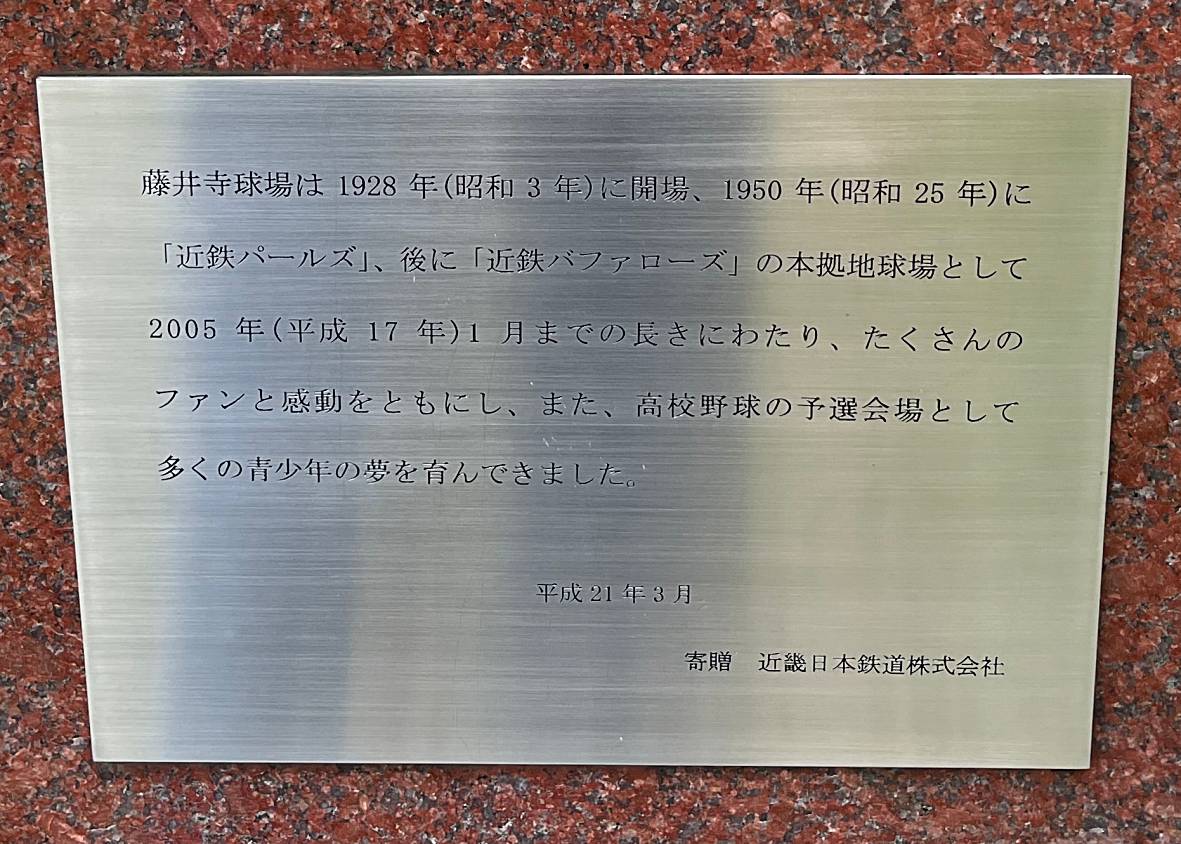 藤井寺球場は 1928 年(昭和 3 年)に開場、1950 年(昭和 25 年)に
「近鉄パールズ」、後に「近鉄バファローズ」の本拠地球場として
2005 年(平成 17 年)1 月までの長きにわたり、たくさんの
ファンと感動をともにし、また、高校野球の予選会場として
多くの青少年の夢を育んできました。
平成 21 年 3 月
寄贈　近畿日本鉄道株式会社